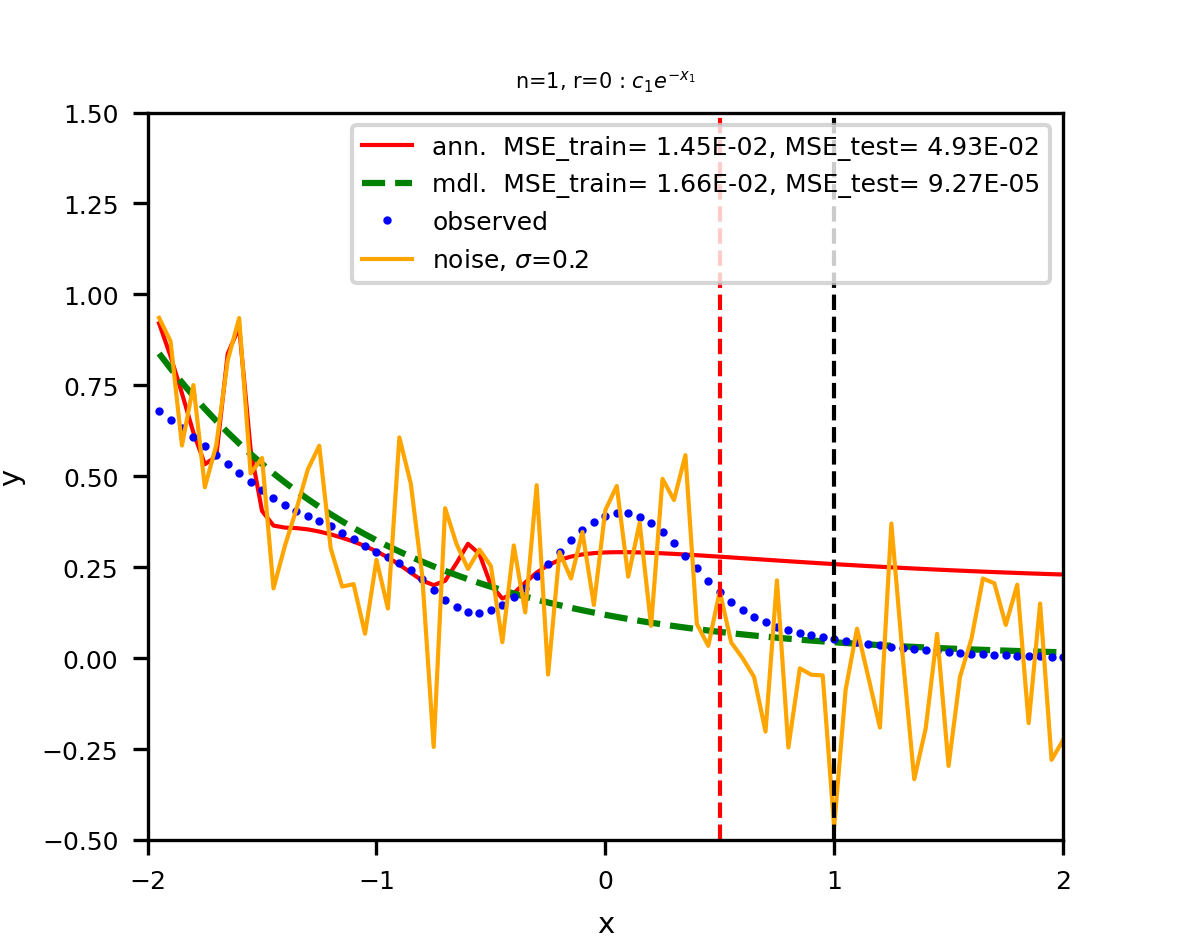 n=1, r=0 : c₁e^{-x₁}
1.50
1.25
1.00
0.75
0.50
0.25
0.00
−0.25
−0.50
y
ann.  MSE_train= 1.45E-02, MSE_test= 4.93E-02
mdl.  MSE_train= 1.66E-02, MSE_test= 9.27E-05
observed
noise, σ=0.2
−2
−1
0
1
2
x